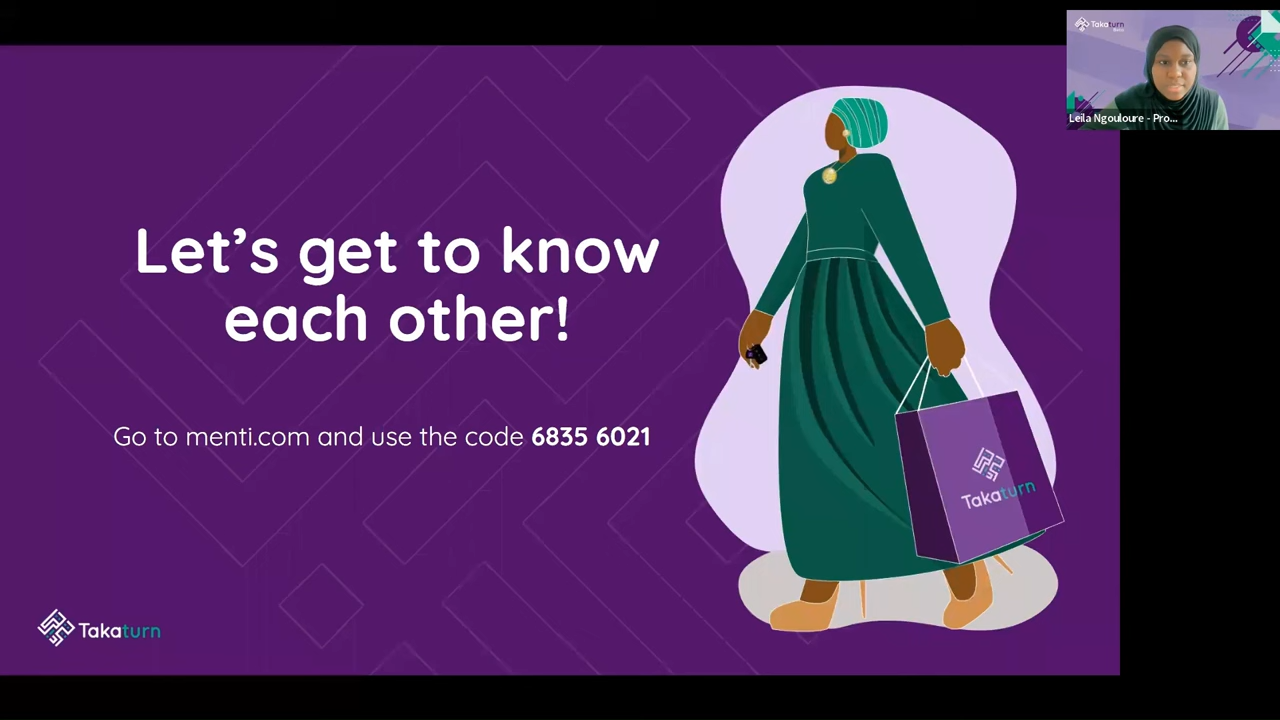 Let's get to know
each other!
Go to menti.com and use the code 6835 6021
Takaturn
Takaturn
Takaturn
Beta
Leila Ngouloure - Pro...